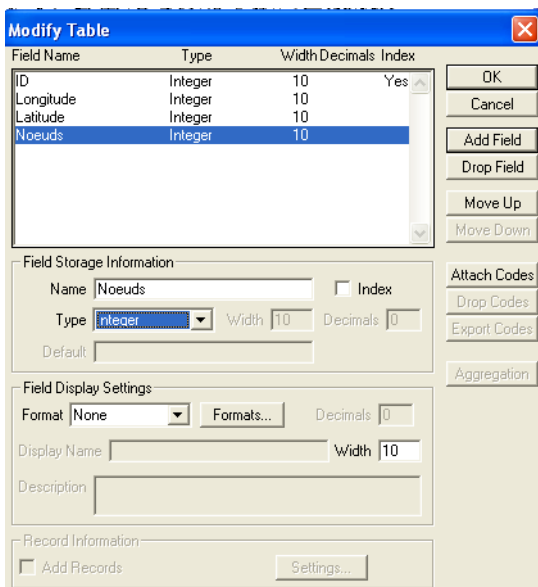 Modify Table
Field Name Type Width Decimals Index
ID Integer 10 Yes
Longitude Integer 10
Latitude Integer 10
Noeuds Integer 10
OK
Cancel
Add Field
Drop Field
Move Up
Move Down
Attach Codes
Drop Codes
Export Codes
Aggregation
Field Storage Information
Name Noeuds Index
Type Integer Width 10 Decimals 0
Default
Field Display Settings
Format None Formats... Decimals 0
Display Name Width 10
Description
Record Information
Add Records Settings...